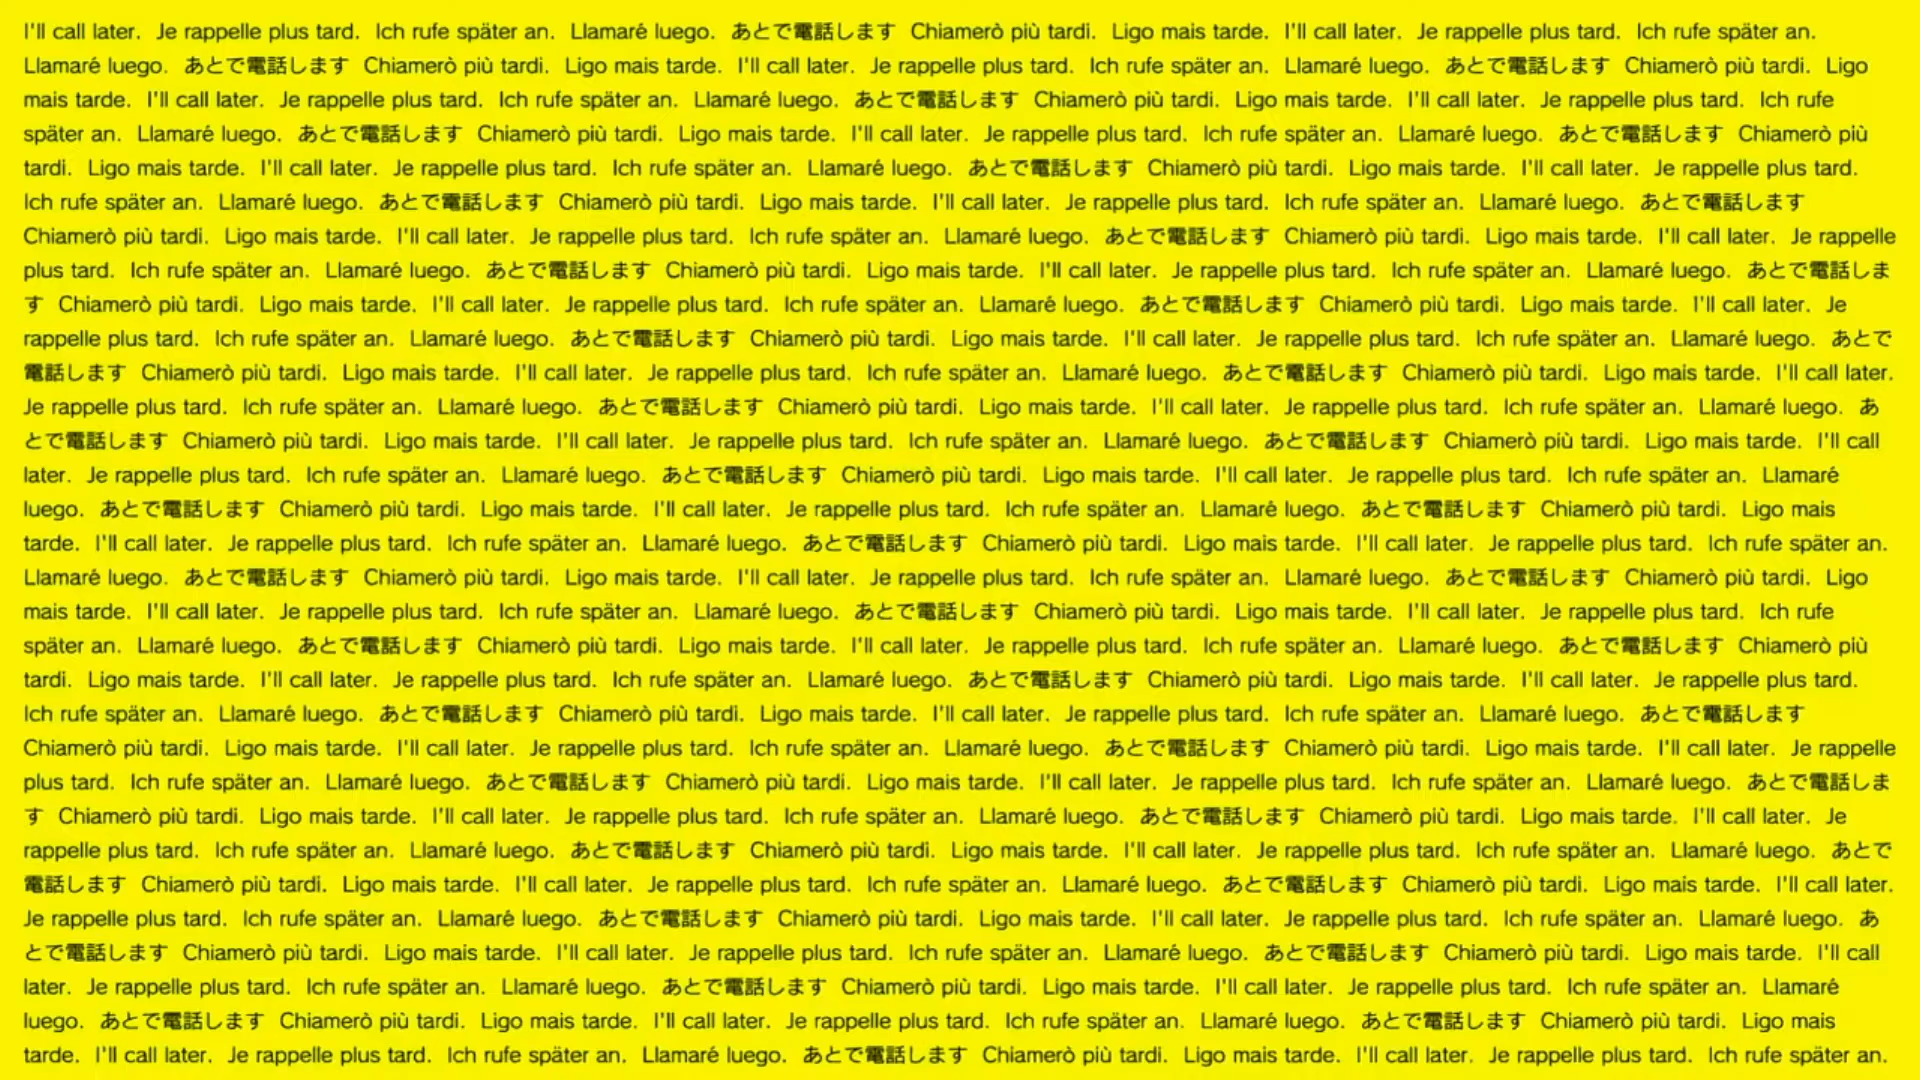 I'll call later. Je rappelle plus tard. Ich rufe später an. Llamaré luego. あとで電話します Chiamerò più tardi. Ligo mais tarde. I'll call later. Je rappelle plus tard. Ich rufe später an.
Llamaré luego. あとで電話します Chiamerò più tardi. Ligo mais tarde. I'll call later. Je rappelle plus tard. Ich rufe später an. Llamaré luego. あとで電話します Chiamerò più tardi. Ligo
mais tarde. I'll call later. Je rappelle plus tard. Ich rufe später an. Llamaré luego. あとで電話します Chiamerò più tardi. Ligo mais tarde. I'll call later. Je rappelle plus tard. Ich rufe
später an. Llamaré luego. あとで電話します Chiamerò più tardi. Ligo mais tarde. I'll call later. Je rappelle plus tard. Ich rufe später an. Llamaré luego. あとで電話します Chiamerò più
tardi. Ligo mais tarde. I'll call later. Je rappelle plus tard. Ich rufe später an. Llamaré luego. あとで電話します Chiamerò più tardi. Ligo mais tarde. I'll call later. Je rappelle plus tard.
Ich rufe später an. Llamaré luego. あとで電話します Chiamerò più tardi. Ligo mais tarde. I'll call later. Je rappelle plus tard. Ich rufe später an. Llamaré luego. あとで電話します
Chiamerò più tardi. Ligo mais tarde. I'll call later. Je rappelle plus tard. Ich rufe später an. Llamaré luego. あとで電話します Chiamerò più tardi. Ligo mais tarde. I'll call later. Je rappelle
plus tard. Ich rufe später an. Llamaré luego. あとで電話します Chiamerò più tardi. Ligo mais tarde. I'll call later. Je rappelle plus tard. Ich rufe später an. Llamaré luego. あとで電話しま
す Chiamerò più tardi. Ligo mais tarde. I'll call later. Je rappelle plus tard. Ich rufe später an. Llamaré luego. あとで電話します Chiamerò più tardi. Ligo mais tarde. I'll call later. Je
rappelle plus tard. Ich rufe später an. Llamaré luego. あとで電話します Chiamerò più tardi. Ligo mais tarde. I'll call later. Je rappelle plus tard. Ich rufe später an. Llamaré luego. あとで
電話します Chiamerò più tardi. Ligo mais tarde. I'll call later. Je rappelle plus tard. Ich rufe später an. Llamaré luego. あとで電話します Chiamerò più tardi. Ligo mais tarde. I'll call later.
Je rappelle plus tard. Ich rufe später an. Llamaré luego. あとで電話します Chiamerò più tardi. Ligo mais tarde. I'll call later. Je rappelle plus tard. Ich rufe später an. Llamaré luego. あ
とで電話します Chiamerò più tardi. Ligo mais tarde. I'll call later. Je rappelle plus tard. Ich rufe später an. Llamaré luego. あとで電話します Chiamerò più tardi. Ligo mais tarde. I'll call
later. Je rappelle plus tard. Ich rufe später an. Llamaré luego. あとで電話します Chiamerò più tardi. Ligo mais tarde. I'll call later. Je rappelle plus tard. Ich rufe später an. Llamaré
luego. あとで電話します Chiamerò più tardi. Ligo mais tarde. I'll call later. Je rappelle plus tard. Ich rufe später an. Llamaré luego. あとで電話します Chiamerò più tardi. Ligo mais
tarde. I'll call later. Je rappelle plus tard. Ich rufe später an. Llamaré luego. あとで電話します Chiamerò più tardi. Ligo mais tarde. I'll call later. Je rappelle plus tard. Ich rufe später an.
Llamaré luego. あとで電話します Chiamerò più tardi. Ligo mais tarde. I'll call later. Je rappelle plus tard. Ich rufe später an. Llamaré luego. あとで電話します Chiamerò più tardi. Ligo
mais tarde. I'll call later. Je rappelle plus tard. Ich rufe später an. Llamaré luego. あとで電話します Chiamerò più tardi. Ligo mais tarde. I'll call later. Je rappelle plus tard. Ich rufe
später an. Llamaré luego. あとで電話します Chiamerò più tardi. Ligo mais tarde. I'll call later. Je rappelle plus tard. Ich rufe später an. Llamaré luego. あとで電話します Chiamerò più
tardi. Ligo mais tarde. I'll call later. Je rappelle plus tard. Ich rufe später an. Llamaré luego. あとで電話します Chiamerò più tardi. Ligo mais tarde. I'll call later. Je rappelle plus tard.
Ich rufe später an. Llamaré luego. あとで電話します Chiamerò più tardi. Ligo mais tarde. I'll call later. Je rappelle plus tard. Ich rufe später an. Llamaré luego. あとで電話します
Chiamerò più tardi. Ligo mais tarde. I'll call later. Je rappelle plus tard. Ich rufe später an. Llamaré luego. あとで電話します Chiamerò più tardi. Ligo mais tarde. I'll call later. Je rappelle
plus tard. Ich rufe später an. Llamaré luego. あとで電話します Chiamerò più tardi. Ligo mais tarde. I'll call later. Je rappelle plus tard. Ich rufe später an. Llamaré luego. あとで電話しま
す Chiamerò più tardi. Ligo mais tarde. I'll call later. Je rappelle plus tard. Ich rufe später an. Llamaré luego. あとで電話します Chiamerò più tardi. Ligo mais tarde. I'll call later. Je
rappelle plus tard. Ich rufe später an. Llamaré luego. あとで電話します Chiamerò più tardi. Ligo mais tarde. I'll call later. Je rappelle plus tard. Ich rufe später an. Llamaré luego. あとで
電話します Chiamerò più tardi. Ligo mais tarde. I'll call later. Je rappelle plus tard. Ich rufe später an. Llamaré luego. あとで電話します Chiamerò più tardi. Ligo mais tarde. I'll call later.
Je rappelle plus tard. Ich rufe später an. Llamaré luego. あとで電話します Chiamerò più tardi. Ligo mais tarde. I'll call later. Je rappelle plus tard. Ich rufe später an. Llamaré luego. あ
とで電話します Chiamerò più tardi. Ligo mais tarde. I'll call later. Je rappelle plus tard. Ich rufe später an. Llamaré luego. あとで電話します Chiamerò più tardi. Ligo mais tarde. I'll call
later. Je rappelle plus tard. Ich rufe später an. Llamaré luego. あとで電話します Chiamerò più tardi. Ligo mais tarde. I'll call later. Je rappelle plus tard. Ich rufe später an. Llamaré
luego. あとで電話します Chiamerò più tardi. Ligo mais tarde. I'll call later. Je rappelle plus tard. Ich rufe später an. Llamaré luego. あとで電話します Chiamerò più tardi. Ligo mais
tarde. I'll call later. Je rappelle plus tard. Ich rufe später an. Llamaré luego. あとで電話します Chiamerò più tardi. Ligo mais tarde. I'll call later. Je rappelle plus tard. Ich rufe später an.